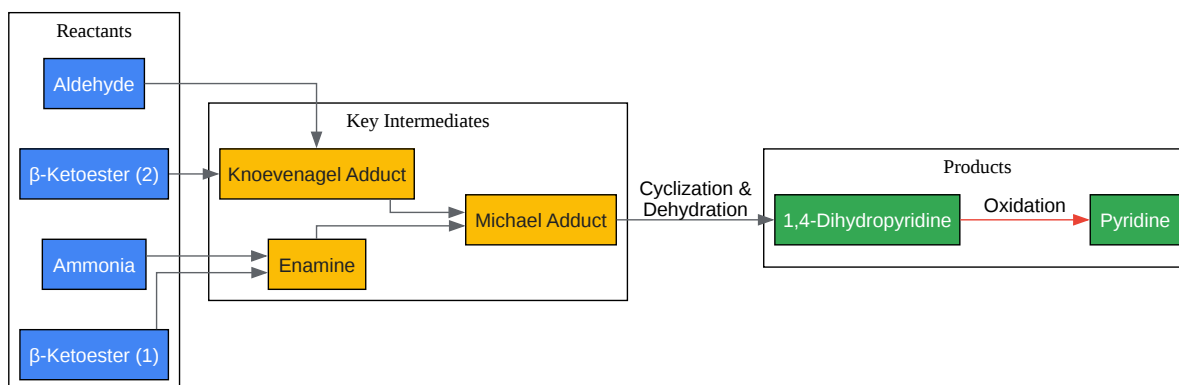 Reactants
Aldehyde
β-Ketoester (2)
Ammonia
β-Ketoester (1)
Key Intermediates
Knoevenagel Adduct
Enamine
Michael Adduct
Cyclization &
Dehydration
Products
1,4-Dihydropyridine
Oxidation
Pyridine